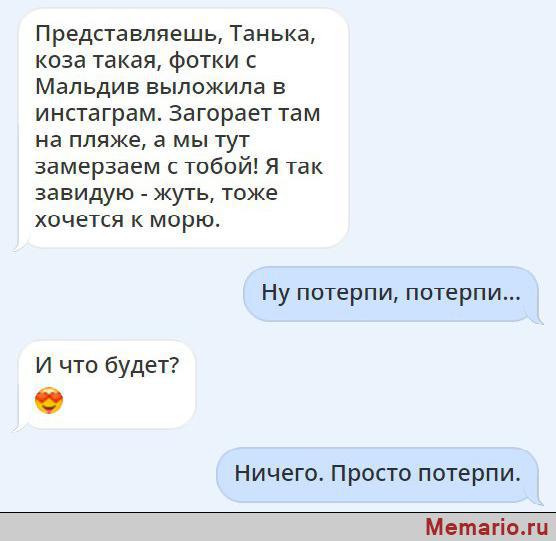 Представляешь, Танька,
коза такая, фотки с
Мальдив выложила в
инстаграм. Загорает там
на пляже, а мы тут
замерзаем с тобой! Я так
завидую - жуть, тоже
хочется к морю.
Ну потерпи, потерпи...
И что будет?
Ничего. Просто потерпи.
Memario.ru